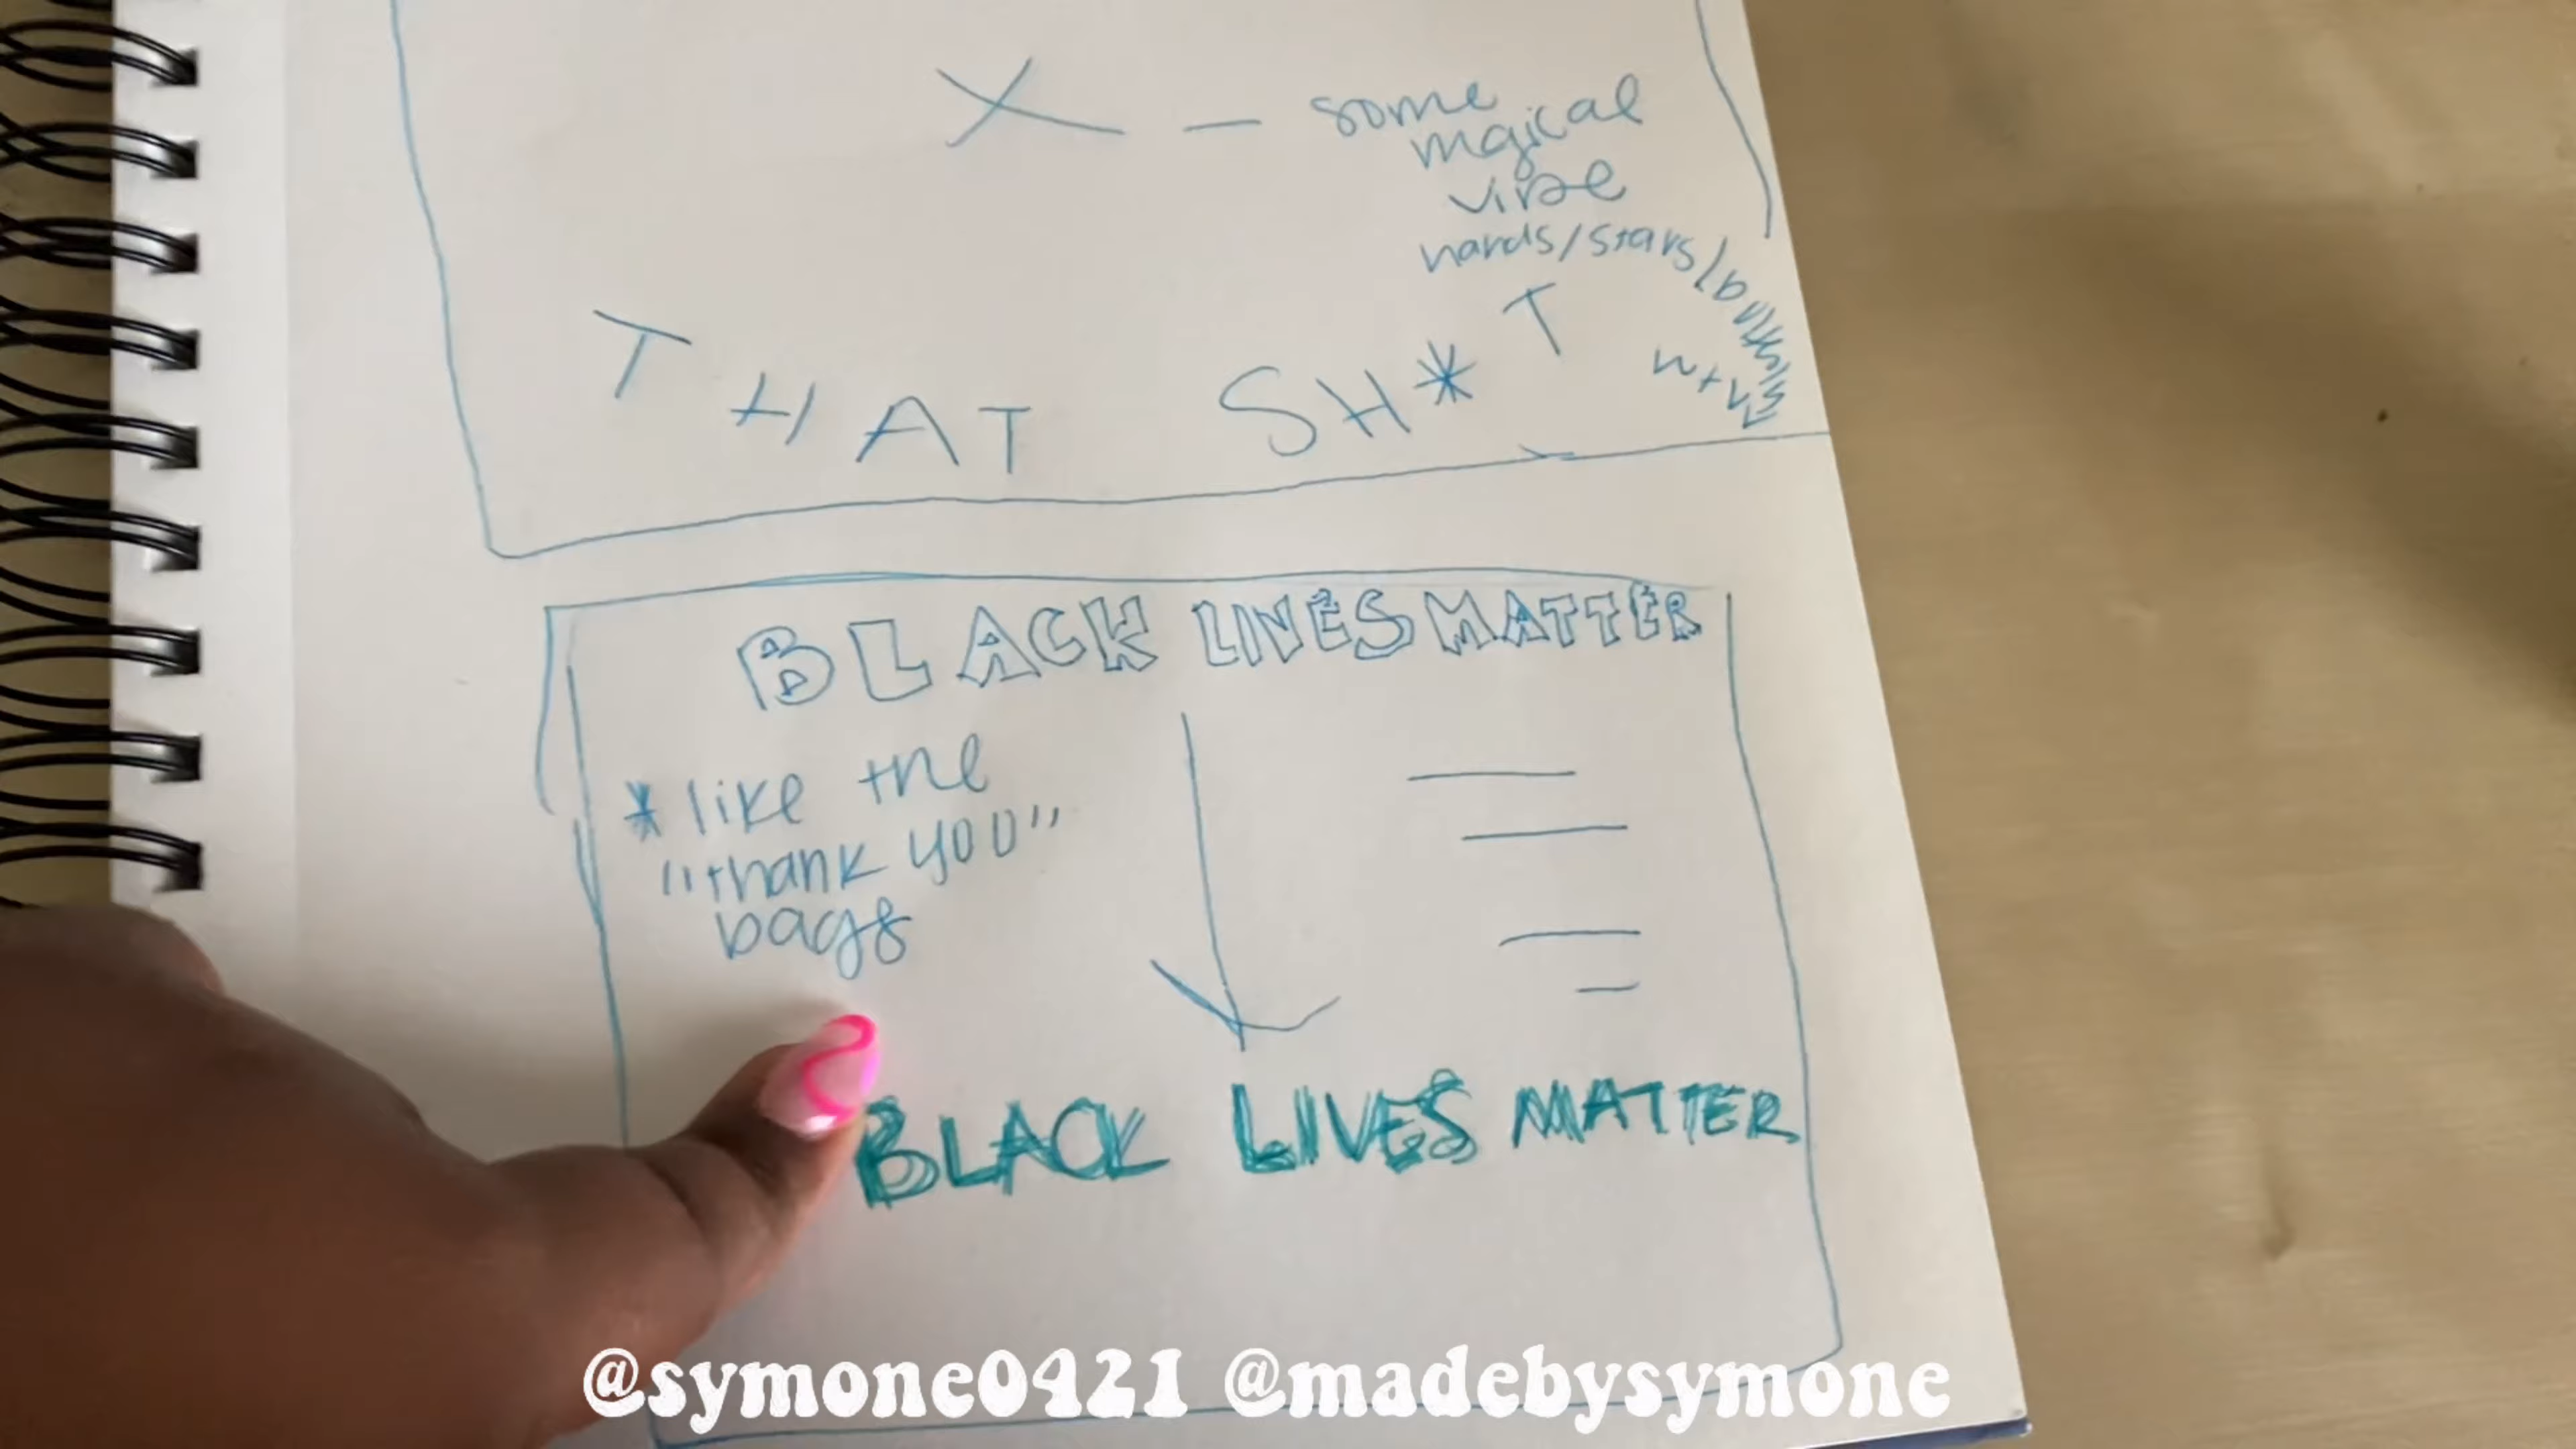 X — some
majical
vibe
hands/stars/
THAT SH*T
BLACK LIVES MATTER
*like the
"thank you"
bags
BLACK LIVES MATTER
@symone0421 @madebysymone